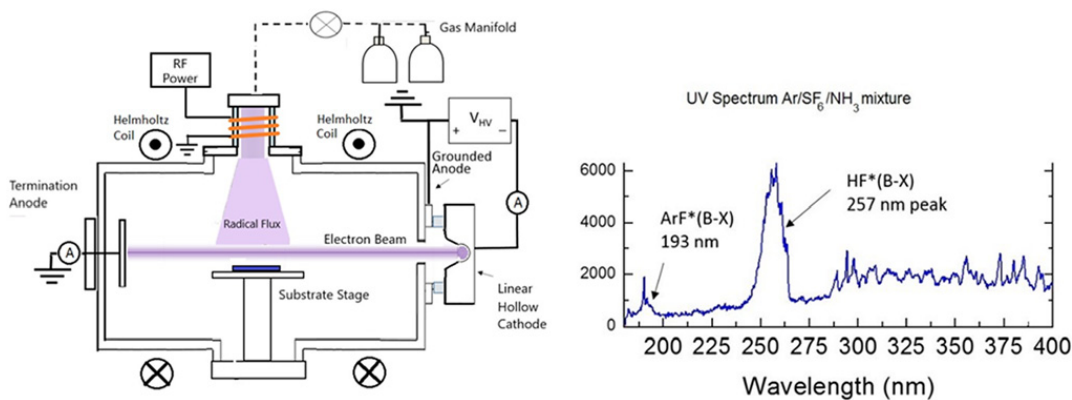 Gas Manifold
RF
Power
V_HV
+ −
Helmholtz
Coil
Helmholtz
Coil
Grounded
Anode
A
Termination
Anode
Radical Flux
Electron Beam
A
Substrate Stage
Linear
Hollow
Cathode
UV Spectrum Ar/SF₆/NH₃ mixture
6000
4000
2000
0
HF*(B-X)
257 nm peak
ArF*(B-X)
193 nm
200 225 250 275 300 325 350 375 400
Wavelength (nm)